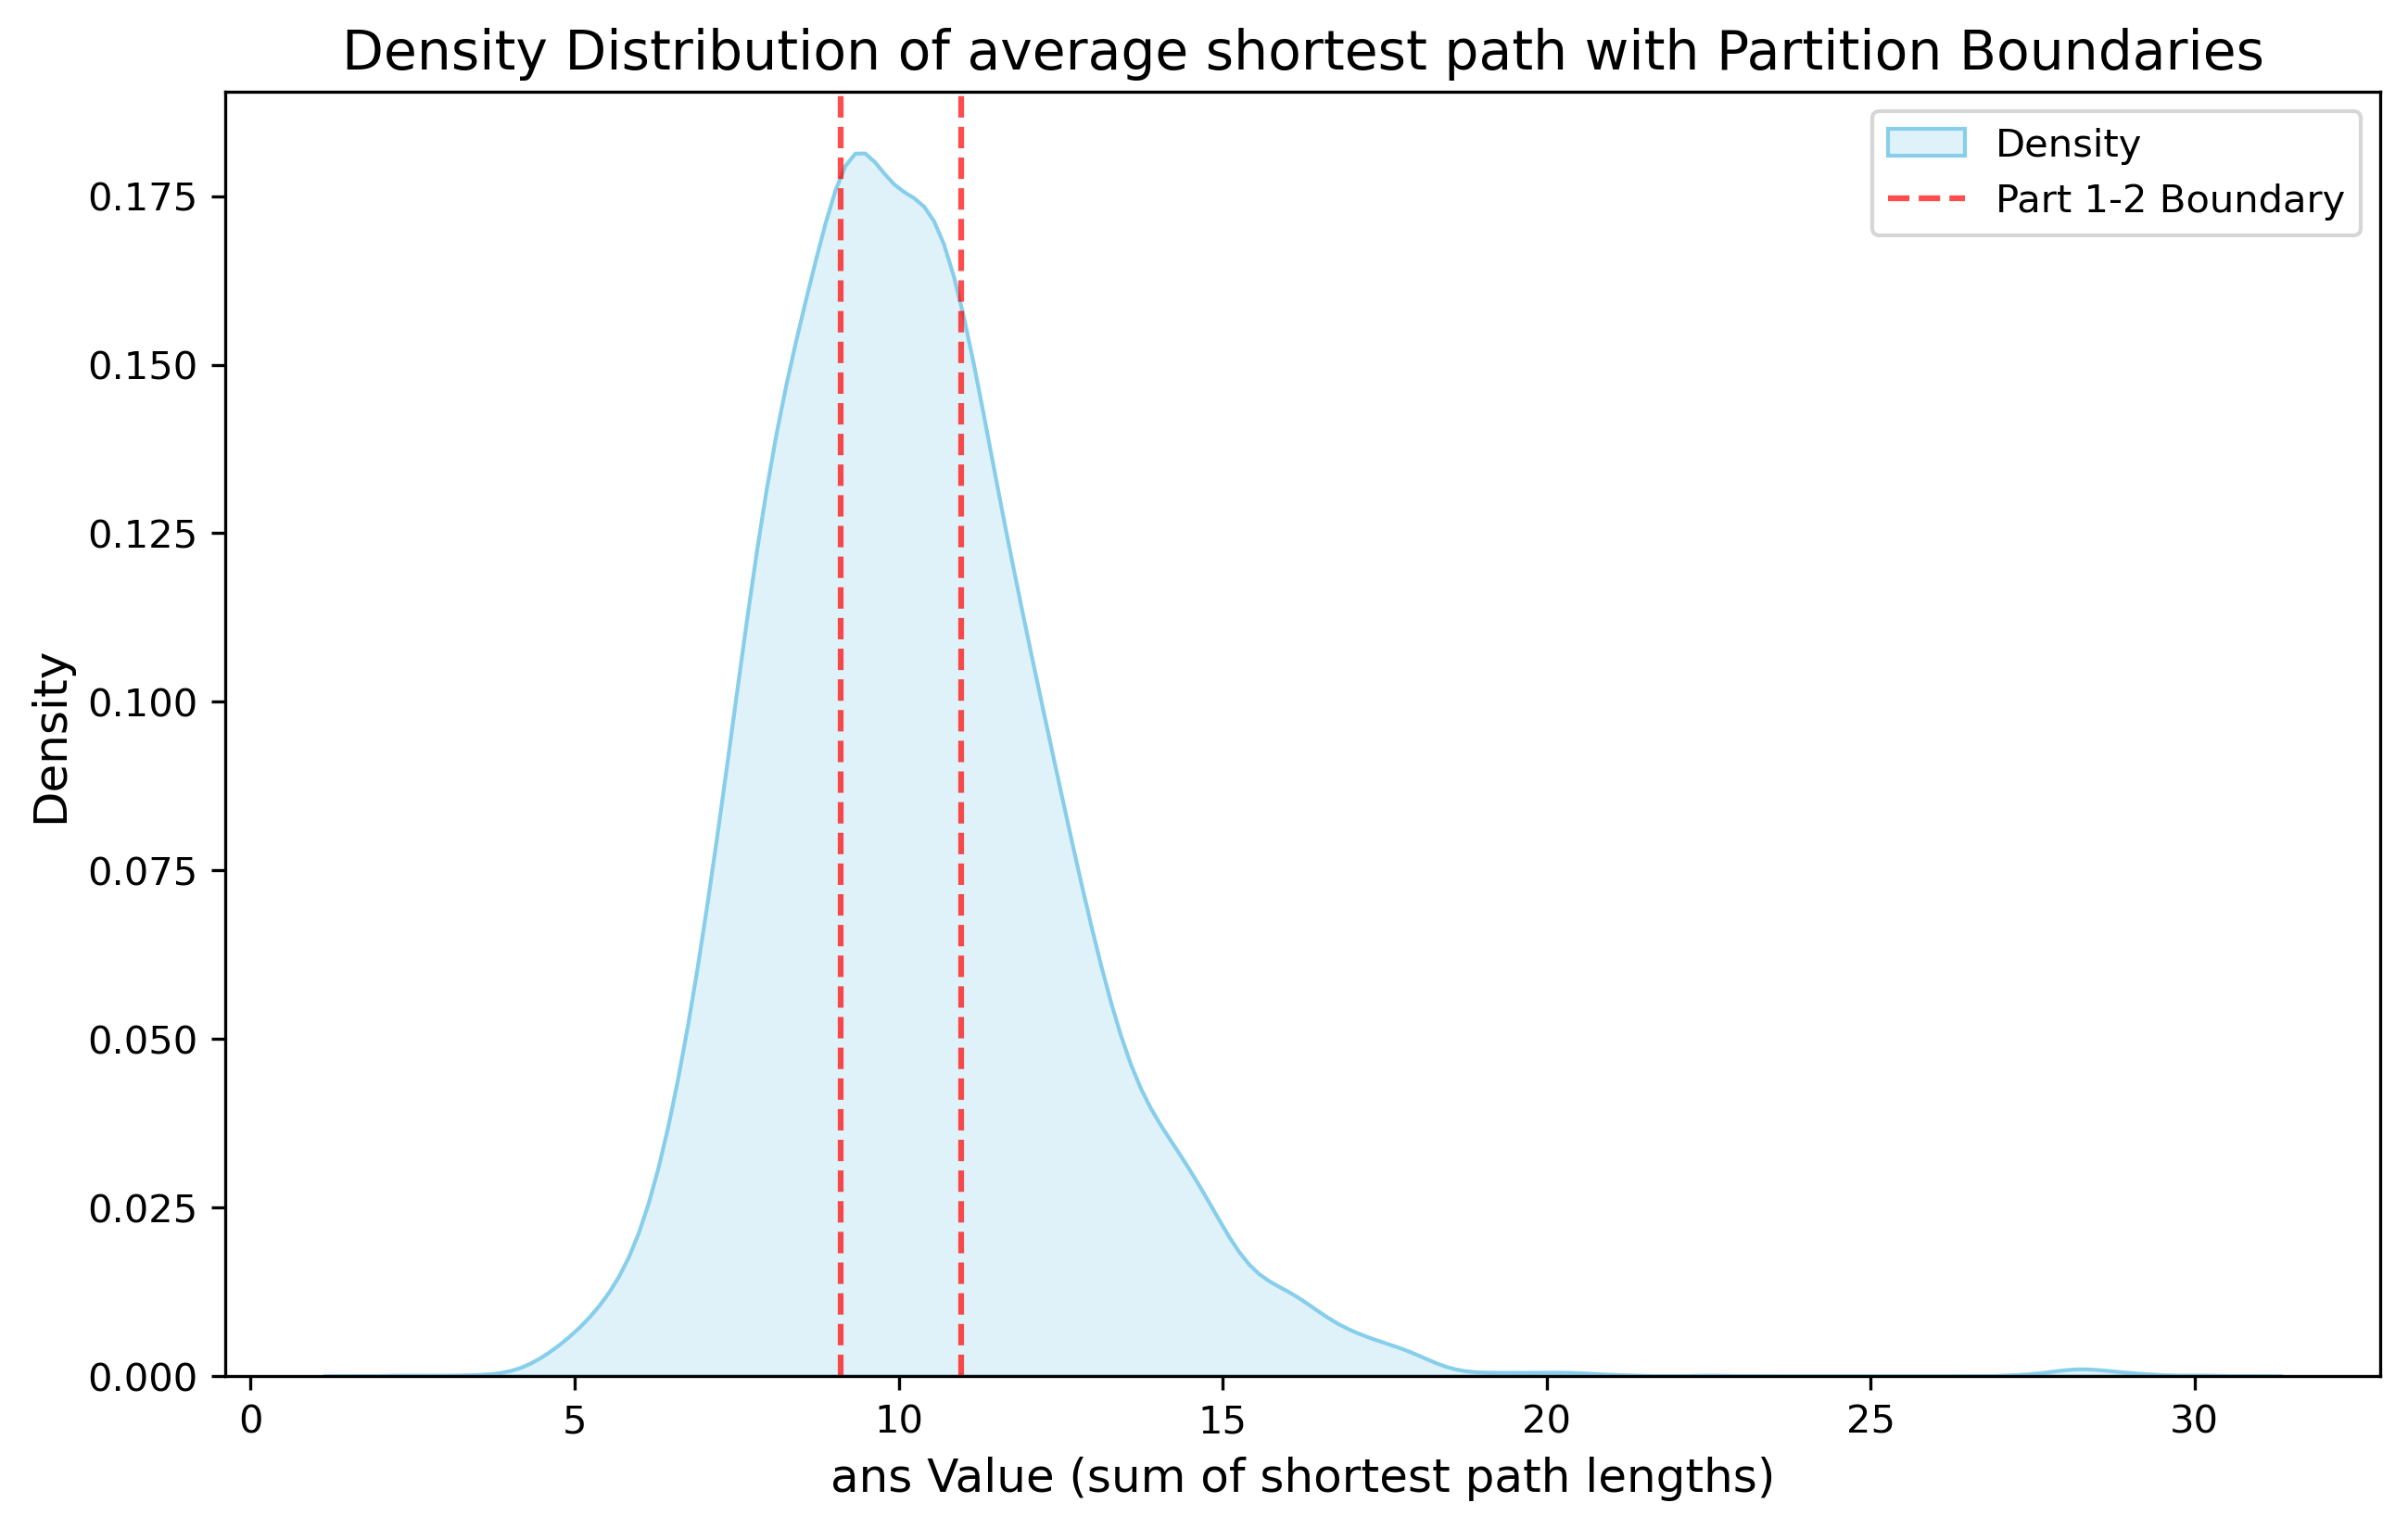 Density Distribution of average shortest path with Partition Boundaries
Density
Part 1-2 Boundary
Density
0.175
0.150
0.125
0.100
0.075
0.050
0.025
0.000
0 5 10 15 20 25 30
ans Value (sum of shortest path lengths)